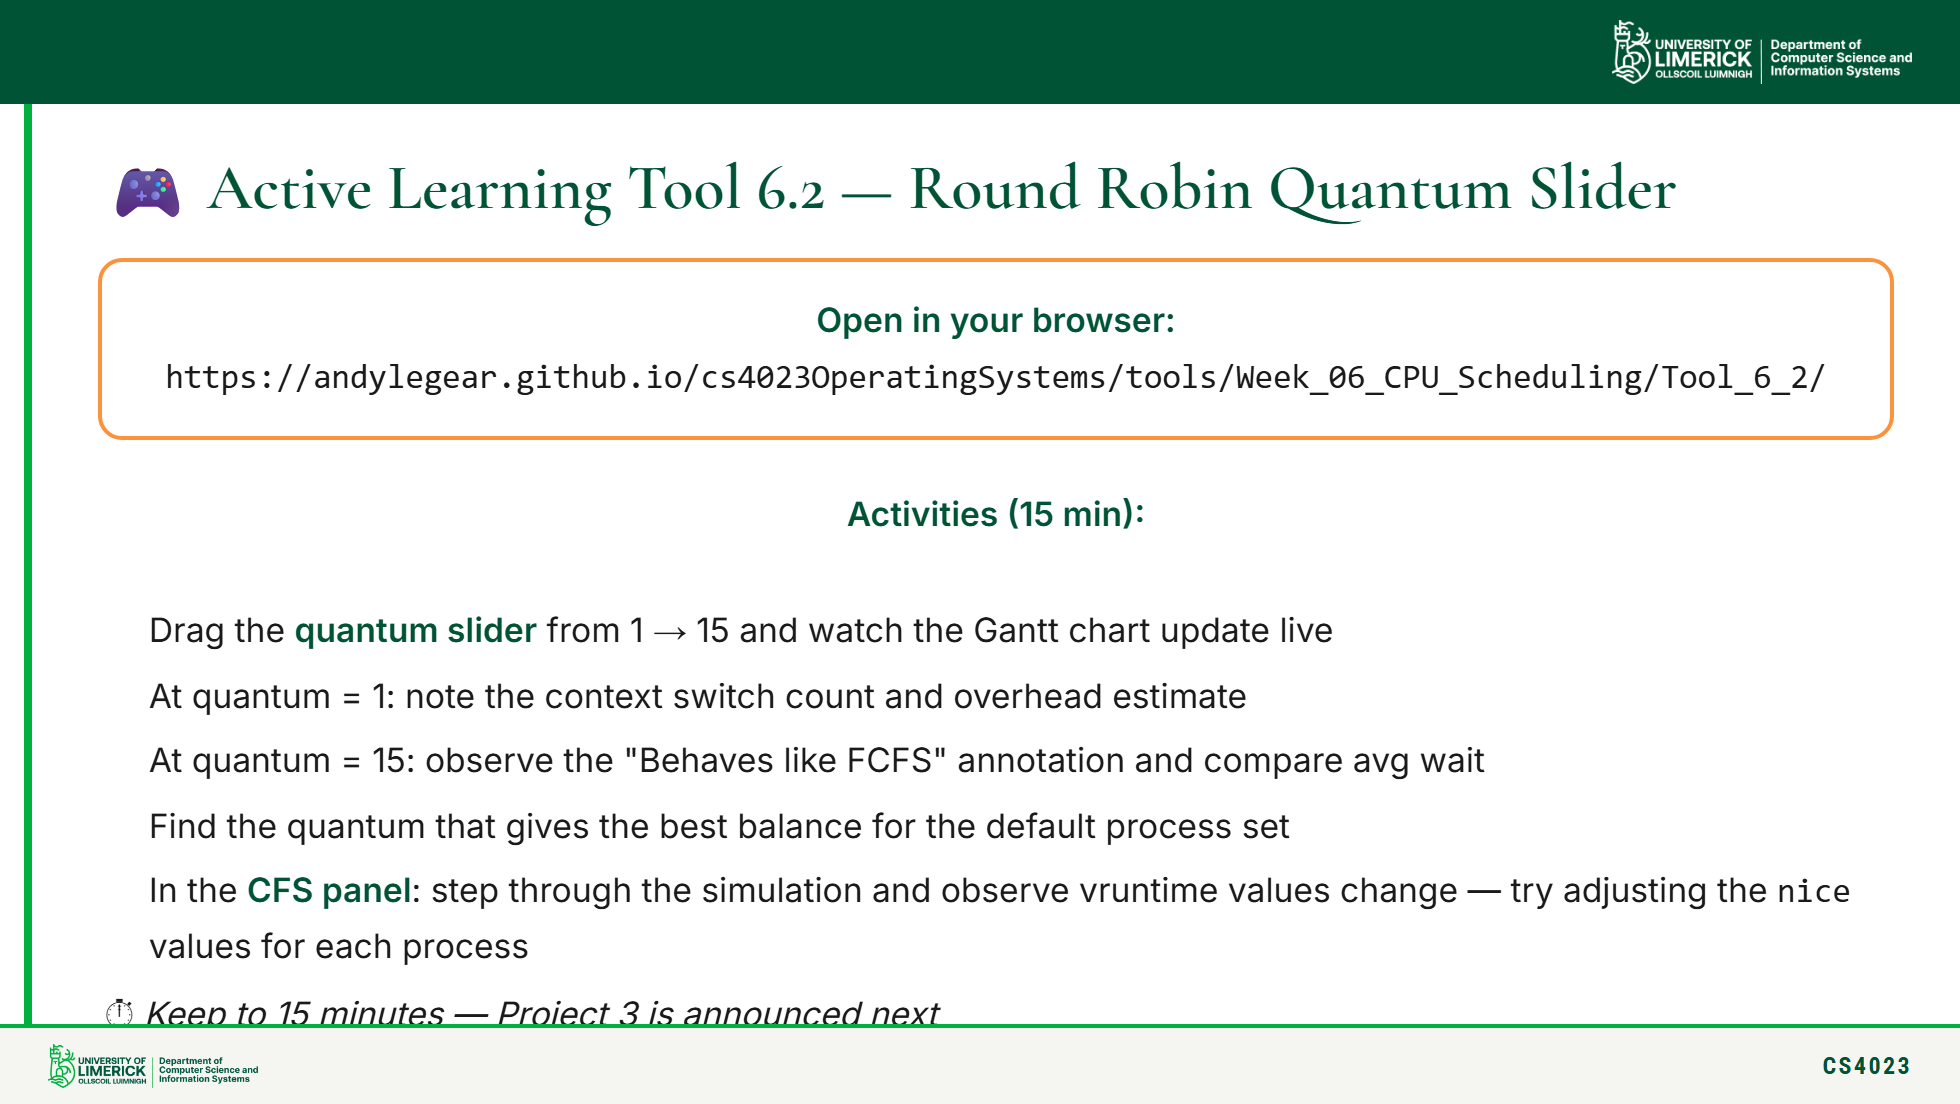 UNIVERSITY OF
LIMERICK
OLLSCOIL LUIMNIGH
Department of
Computer Science and
Information Systems
Active Learning Tool 6.2 — Round Robin Quantum Slider
Open in your browser:
https://andylegear.github.io/cs4023OperatingSystems/tools/Week_06_CPU_Scheduling/Tool_6_2/
Activities (15 min):
Drag the quantum slider from 1 → 15 and watch the Gantt chart update live
At quantum = 1: note the context switch count and overhead estimate
At quantum = 15: observe the "Behaves like FCFS" annotation and compare avg wait
Find the quantum that gives the best balance for the default process set
In the CFS panel: step through the simulation and observe vruntime values change — try adjusting the nice
values for each process
Keep to 15 minutes — Project 3 is announced next
UNIVERSITY OF
LIMERICK
OLLSCOIL LUIMNIGH
Department of
Computer Science and
Information Systems
CS4023